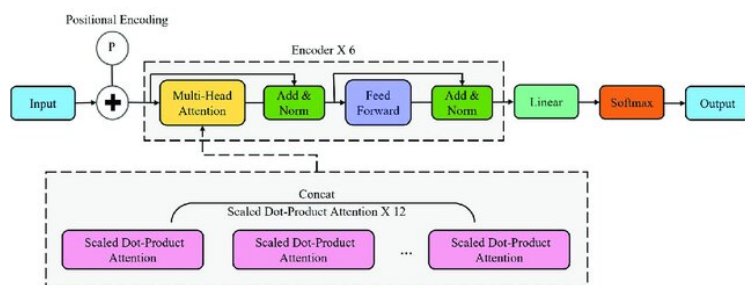 Positional Encoding
P
Encoder X 6
Input
Multi-Head
Attention
Add &
Norm
Feed
Forward
Add &
Norm
Linear
Softmax
Output
Concat
Scaled Dot-Product Attention X 12
Scaled Dot-Product
Attention
Scaled Dot-Product
Attention
...
Scaled Dot-Product
Attention